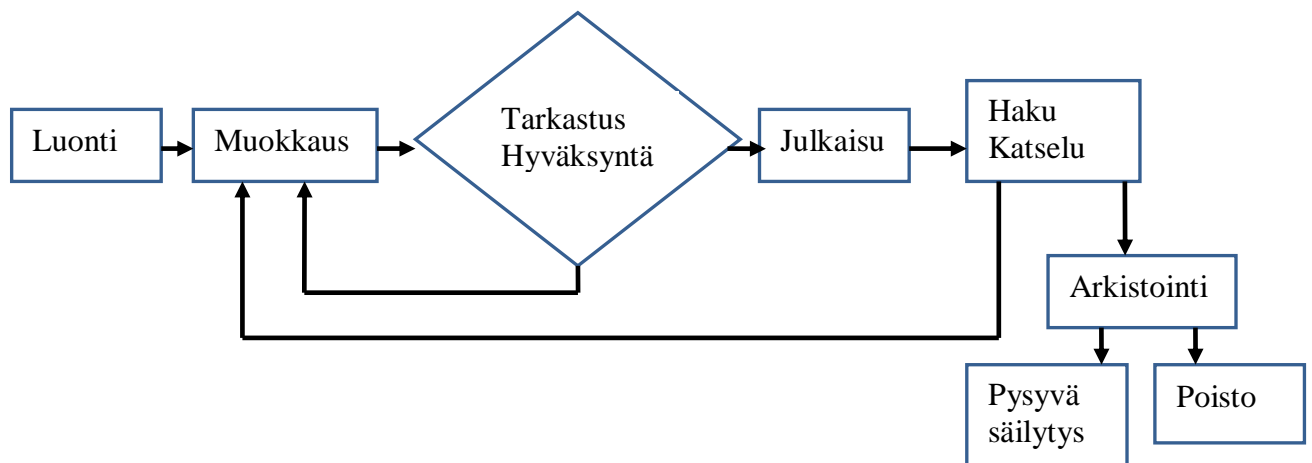 Luonti
Muokkaus
Tarkastus
Hyväksyntä
Julkaisu
Haku
Katselu
Arkistointi
Pysyvä
säilytys
Poisto